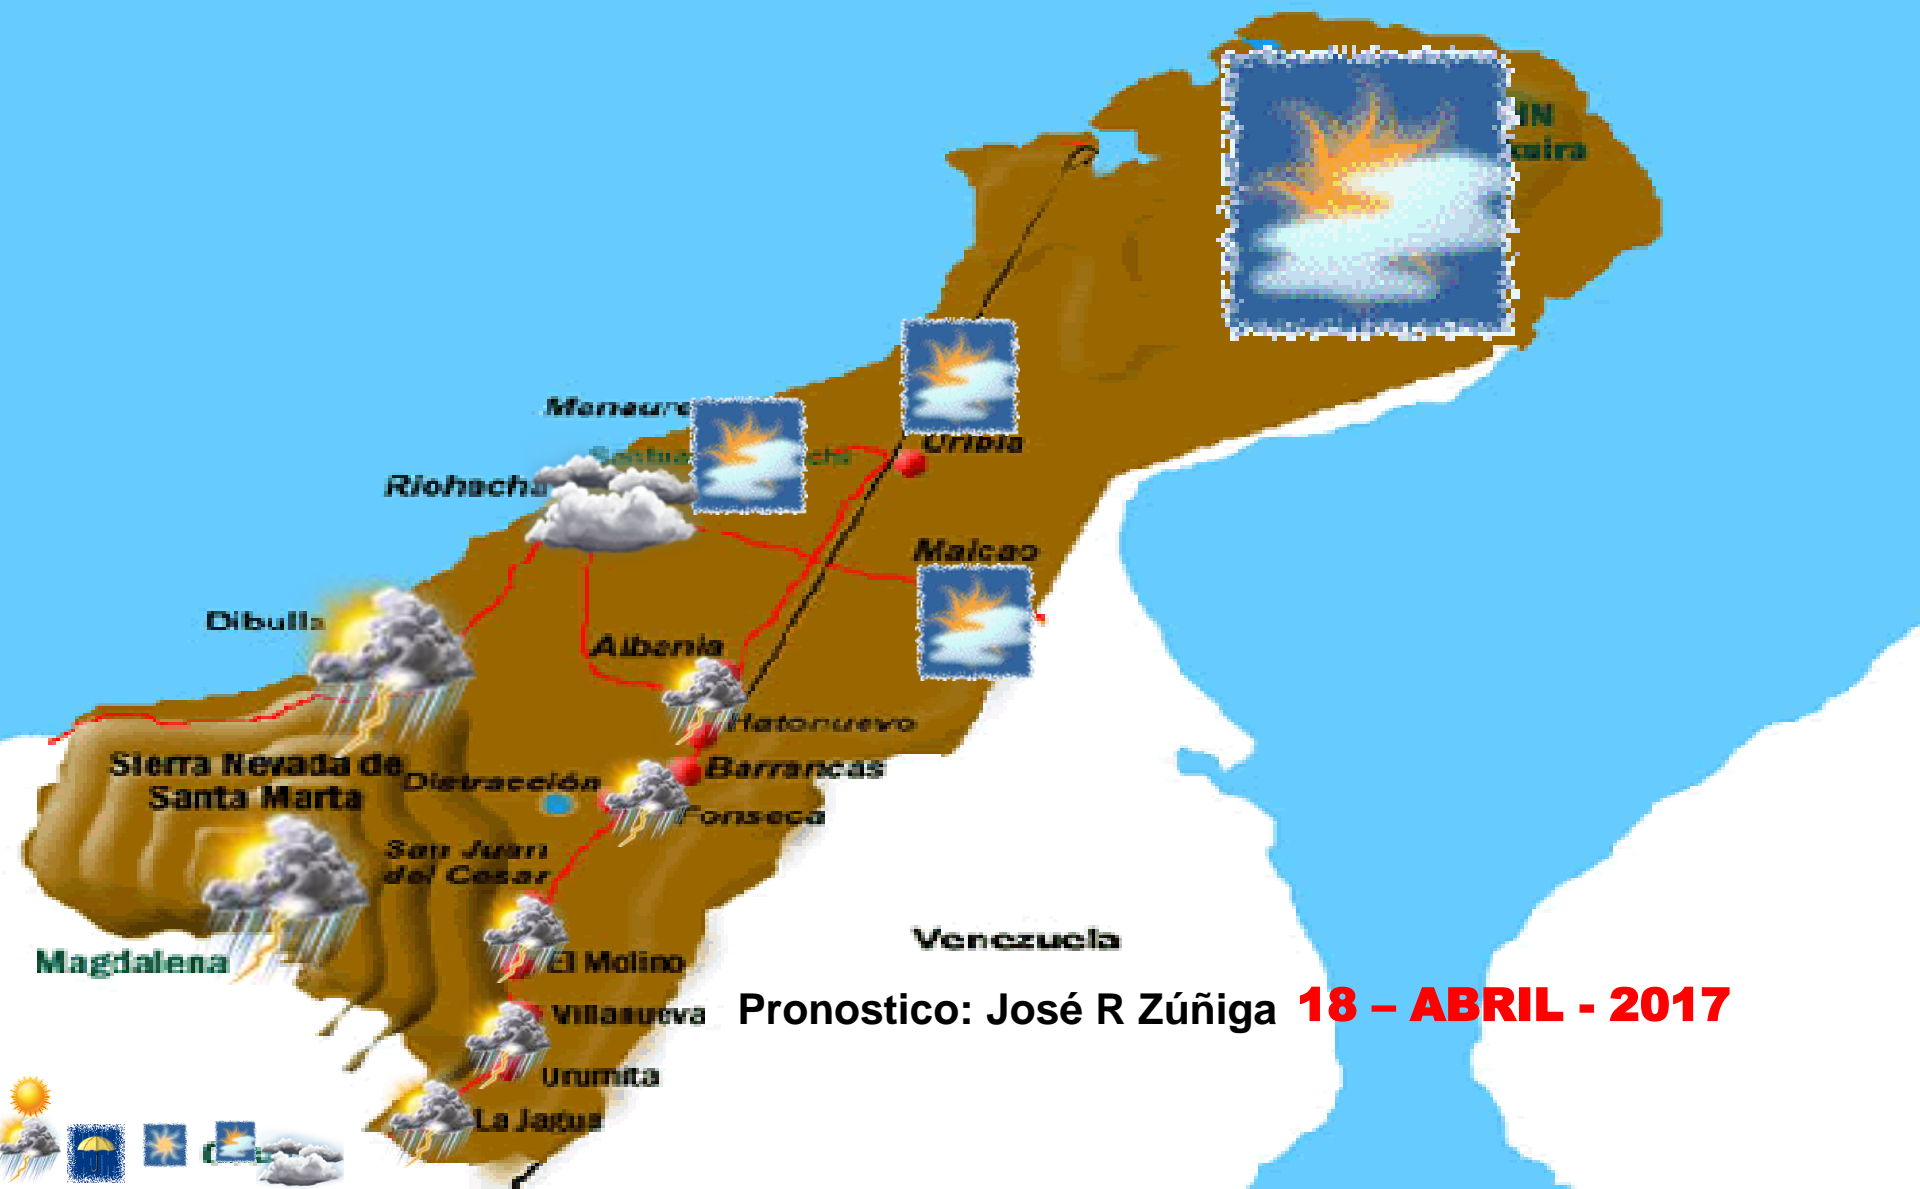 Manaure
Uribia
Riohacha
Maicao
Dibulla
Albania
Hatonuevo
Sierra Nevada de
Santa Marta
Barrancas
Distracción
Fonseca
San Juan
del Cesar
Venezuela
Magdalena
El Molino
Villanueva
Pronostico: José R Zúñiga 18 – ABRIL - 2017
Urumita
La Jagua